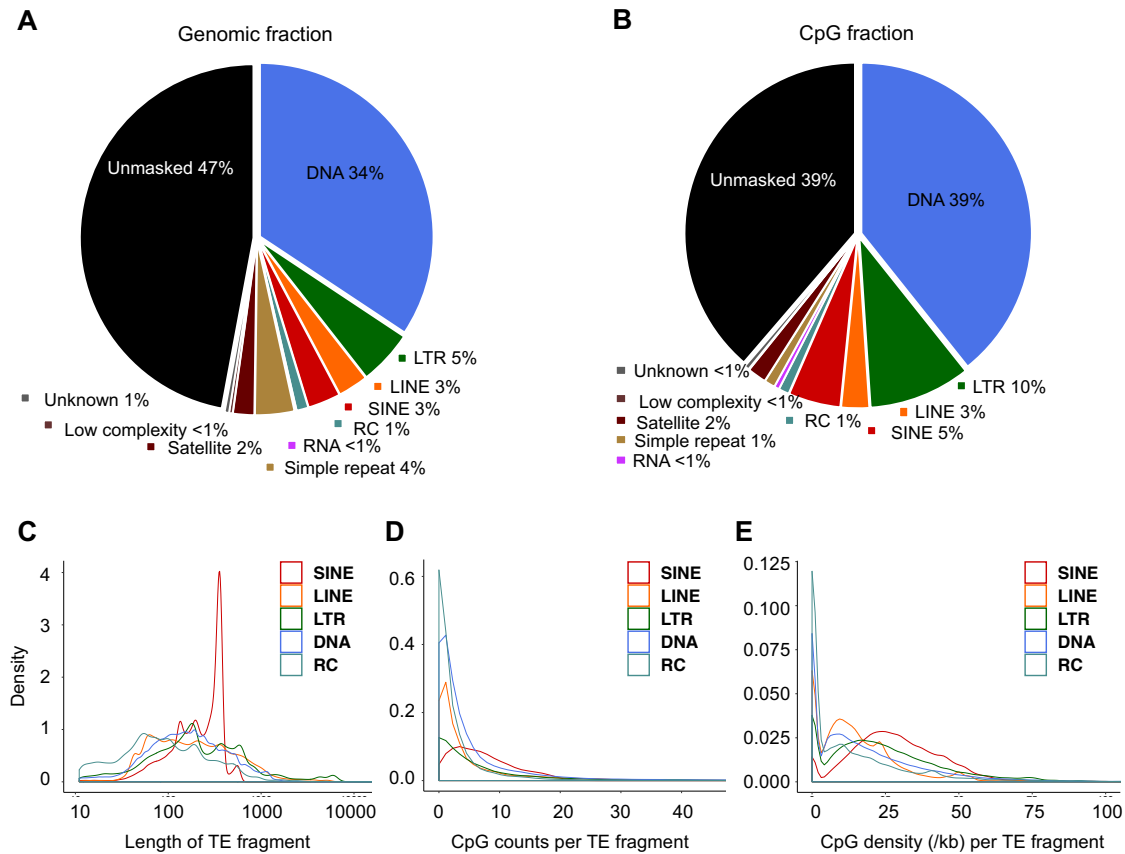 A
Genomic fraction
Unmasked 47%
DNA 34%
LTR 5%
LINE 3%
SINE 3%
RC 1%
RNA <1%
Simple repeat 4%
Satellite 2%
Low complexity <1%
Unknown 1%
B
CpG fraction
Unmasked 39%
DNA 39%
LTR 10%
LINE 3%
SINE 5%
RC 1%
Unknown <1%
Low complexity <1%
Satellite 2%
Simple repeat 1%
RNA <1%
C
Density
4
3
2
1
0
10 100 1000 10000
Length of TE fragment
SINE
LINE
LTR
DNA
RC
D
0.6
0.4
0.2
0.0
0 20 40
CpG counts per TE fragment
SINE
LINE
LTR
DNA
RC
E
0.125
0.100
0.075
0.050
0.025
0.000
0 25 50 75 100
CpG density (/kb) per TE fragment
SINE
LINE
LTR
DNA
RC